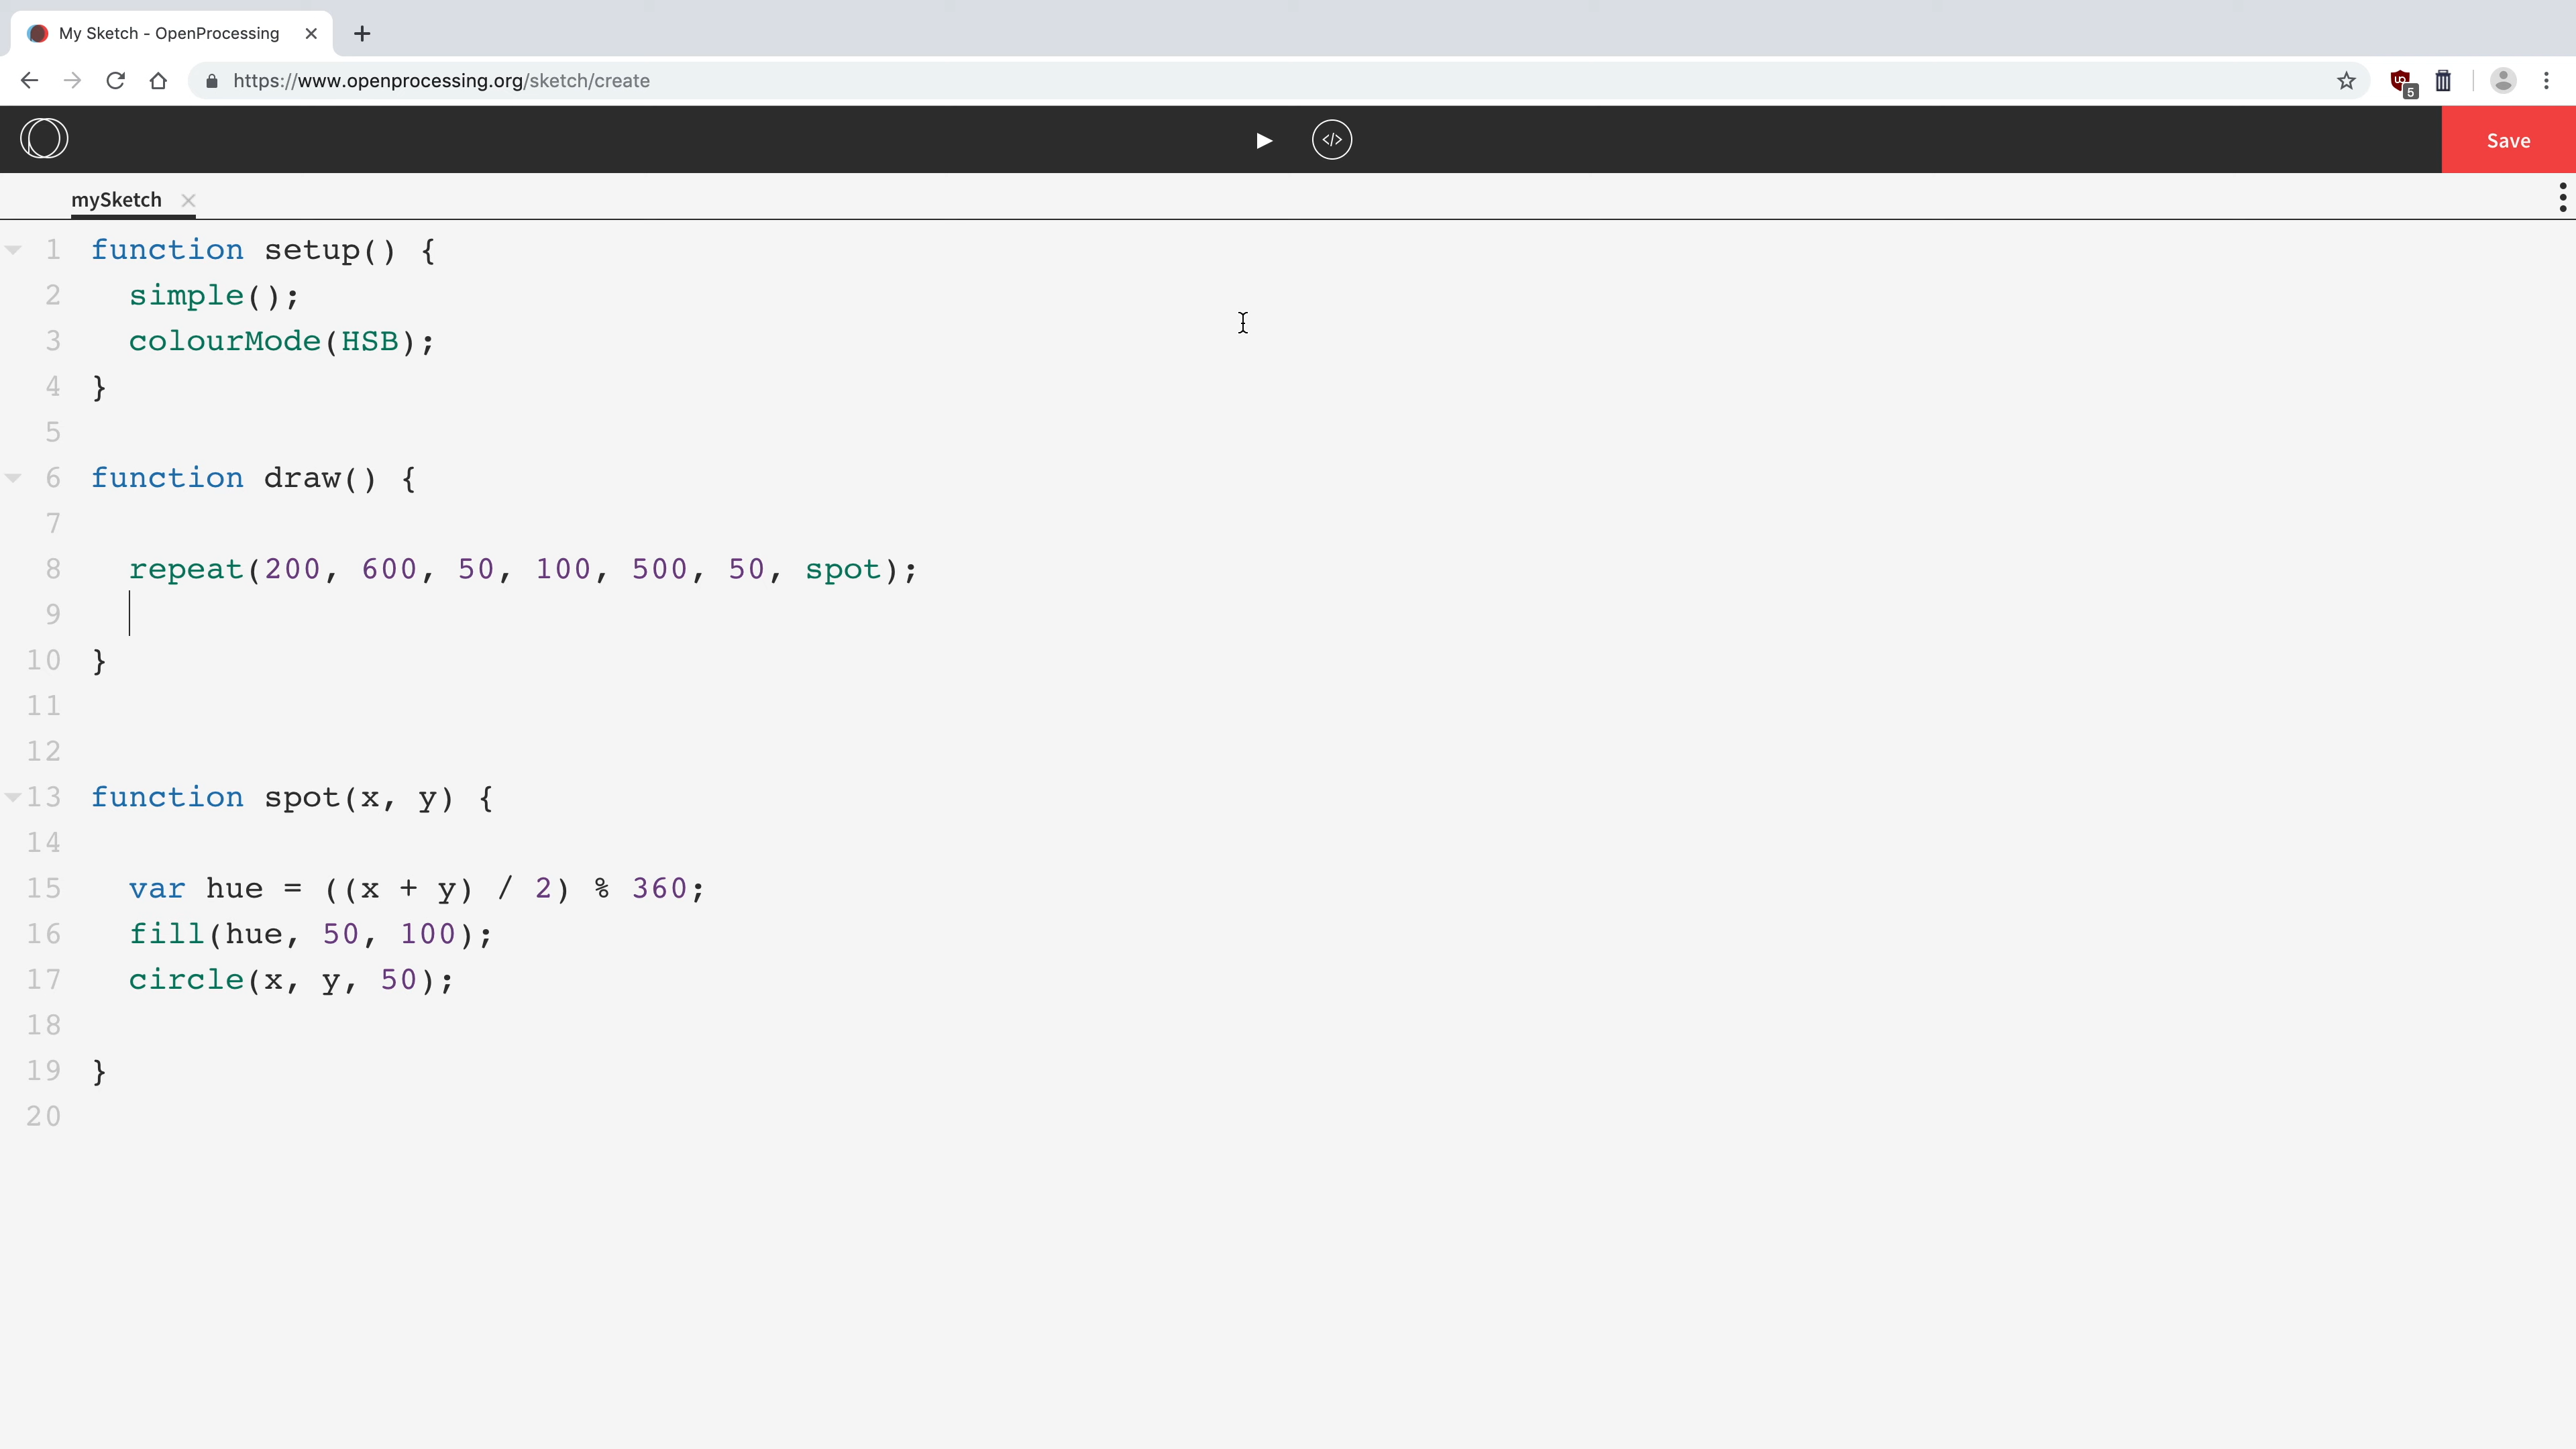 My Sketch - OpenProcessing
https://www.openprocessing.org/sketch/create
5
</>
Save
mySketch
1 function setup() {
2 simple();
3 colourMode(HSB);
4 }
5
6 function draw() {
7
8 repeat(200, 600, 50, 100, 500, 50, spot);
9
10 }
11
12
13 function spot(x, y) {
14
15 var hue = ((x + y) / 2) % 360;
16 fill(hue, 50, 100);
17 circle(x, y, 50);
18
19 }
20